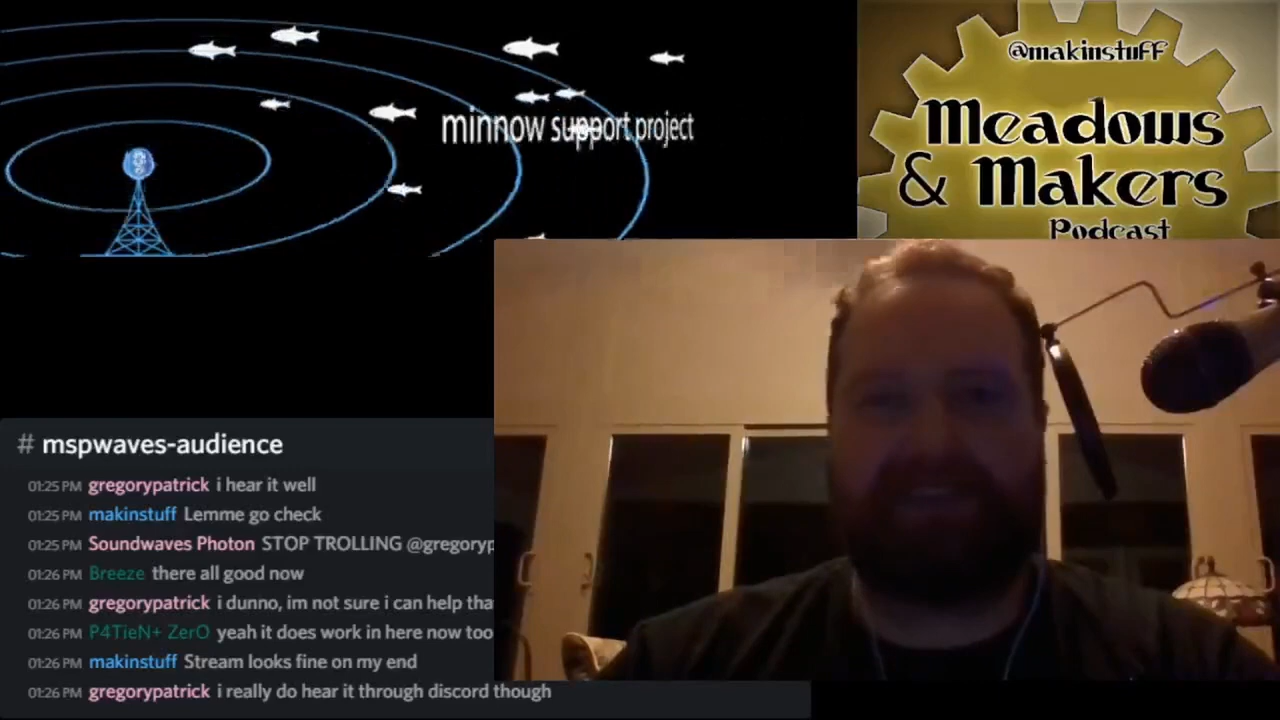 minnow support project
@makinstuff
Meadows
& Makers
Podcast
# mspwaves-audience
01:25 PM gregorypatrick i hear it well
01:25 PM makinstuff Lemme go check
01:25 PM Soundwaves Photon STOP TROLLING @gregoryp
01:26 PM Breeze there all good now
01:26 PM gregorypatrick i dunno, im not sure i can help tha
01:26 PM P4TieN+ ZerO yeah it does work in here now too
01:26 PM makinstuff Stream looks fine on my end
01:26 PM gregorypatrick i really do hear it through discord though